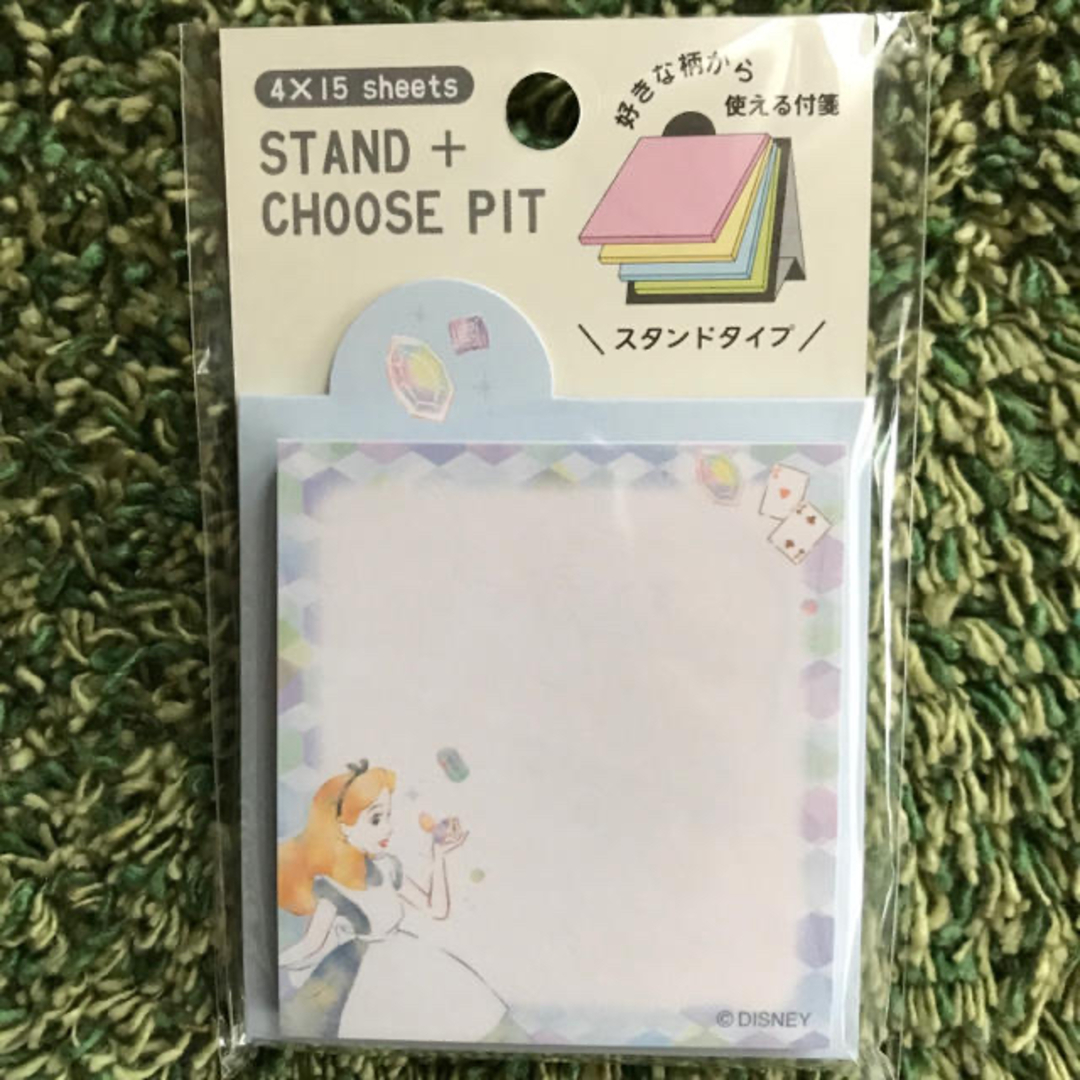 4×15 sheets
STAND +
CHOOSE PIT
好きな柄から
使える付箋
\ スタンドタイプ /
© DISNEY